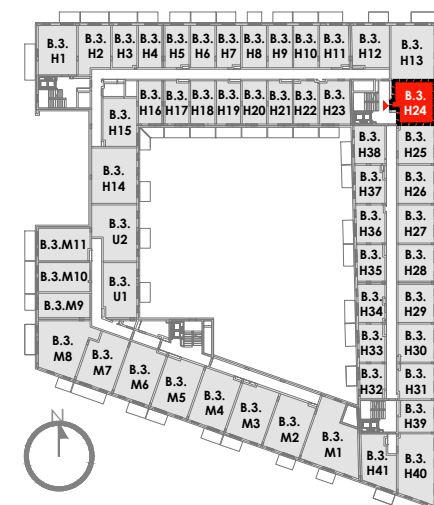 B.3.
H1
B.3.
H2
B.3.
H3
B.3.
H4
B.3.
H5
B.3.
H6
B.3.
H7
B.3.
H8
B.3.
H9
B.3.
H10
B.3.
H11
B.3.
H12
B.3.
H13
B.3.
H15
B.3.
H16
B.3.
H17
B.3.
H18
B.3.
H19
B.3.
H20
B.3.
H21
B.3.
H22
B.3.
H23
B.3.
H24
B.3.
H38
B.3.
H25
B.3.
H14
B.3.
H37
B.3.
H26
B.3.
U2
B.3.
H36
B.3.
H27
B.3.M11
B.3.
H35
B.3.
H28
B.3.M10
B.3.
U1
B.3.M9
B.3.
H34
B.3.
H29
B.3.
M8
B.3.
M7
B.3.
M6
B.3.
M5
B.3.
M4
B.3.
M3
B.3.
M2
B.3.
M1
B.3.
H33
B.3.
H30
B.3.
H32
B.3.
H31
B.3.
H39
B.3.
H41
B.3.
H40
N